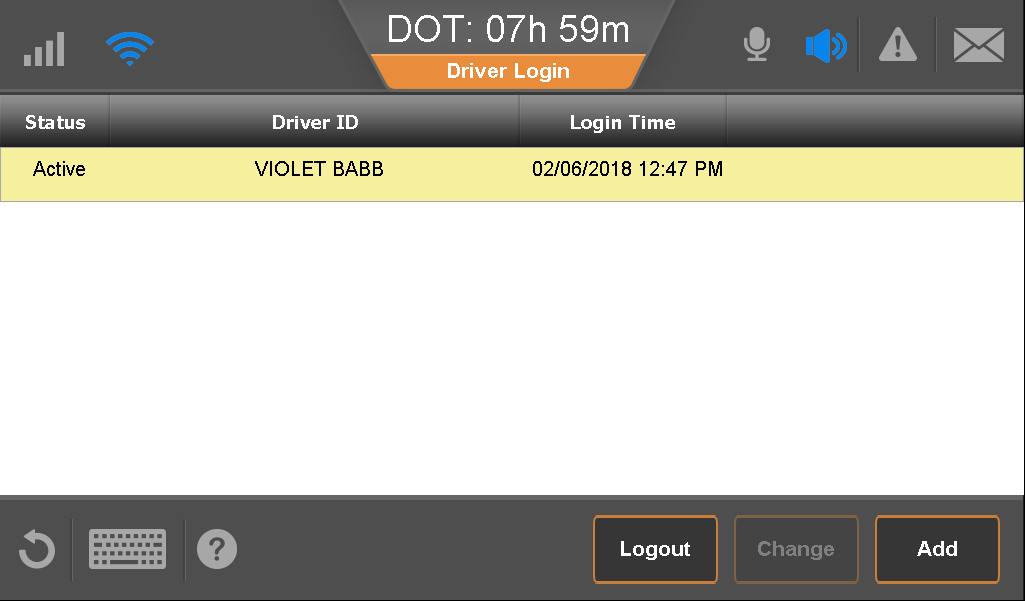 DOT: 07h 59m
Driver Login
Status Driver ID Login Time
Active VIOLET BABB 02/06/2018 12:47 PM
? Logout Change Add